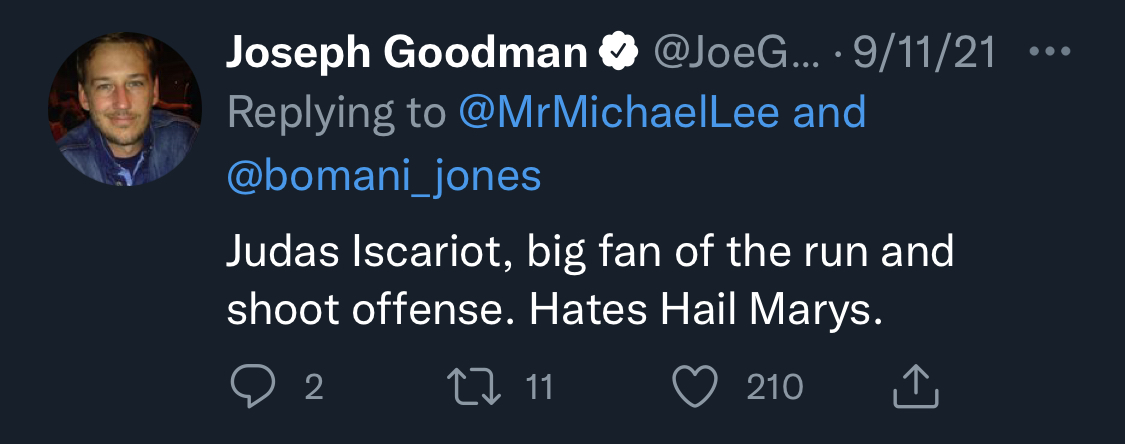 Joseph Goodman @JoeG... · 9/11/21
Replying to @MrMichaelLee and
@bomani_jones
Judas Iscariot, big fan of the run and
shoot offense. Hates Hail Marys.
2 11 210